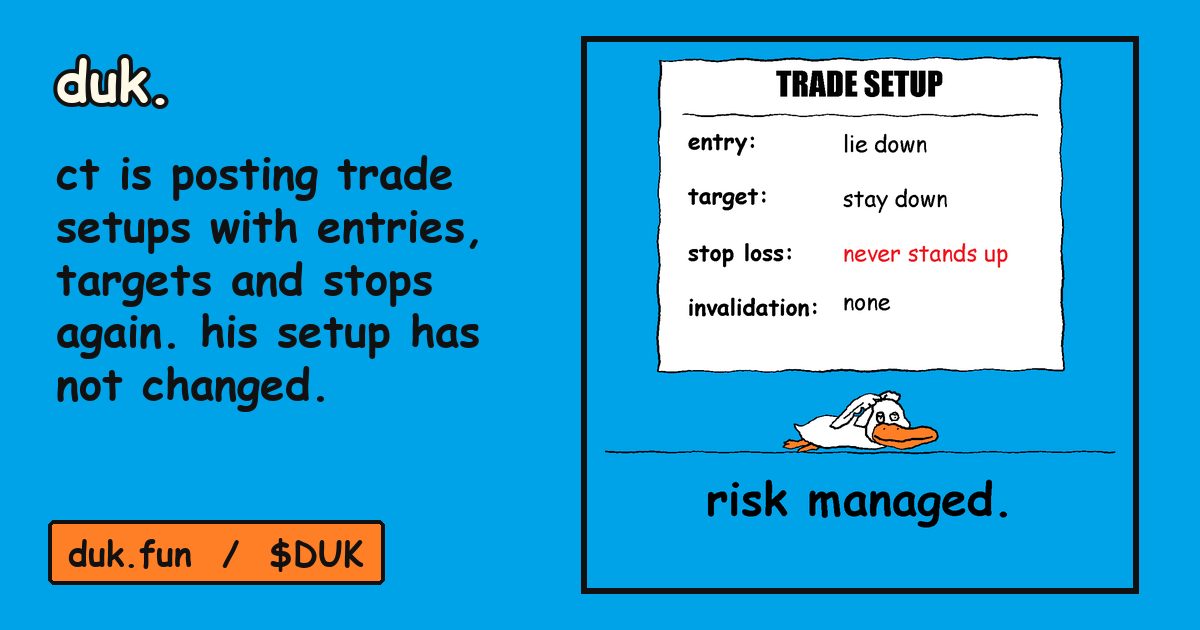 duk.
ct is posting trade
setups with entries,
targets and stops
again. his setup has
not changed.
duk.fun / $DUK
TRADE SETUP
entry: lie down
target: stay down
stop loss: never stands up
invalidation: none
risk managed.